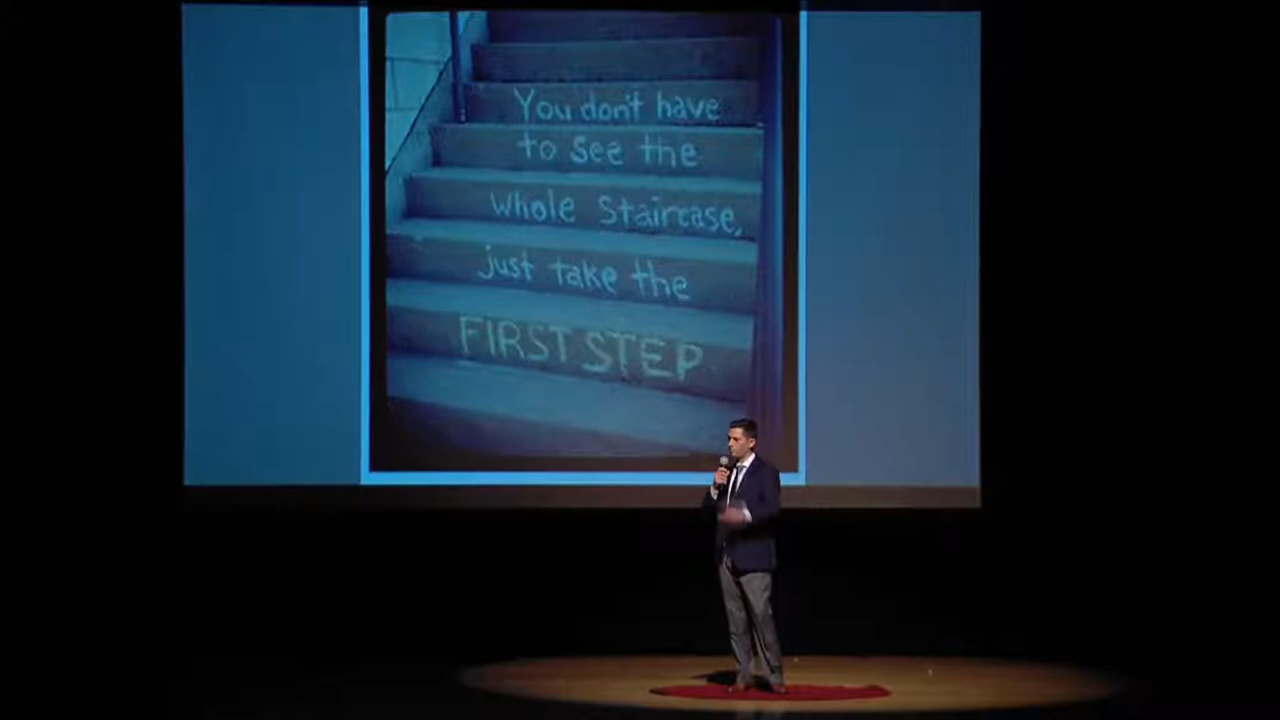 You don't have
to see the
whole staircase,
just take the
FIRST STEP